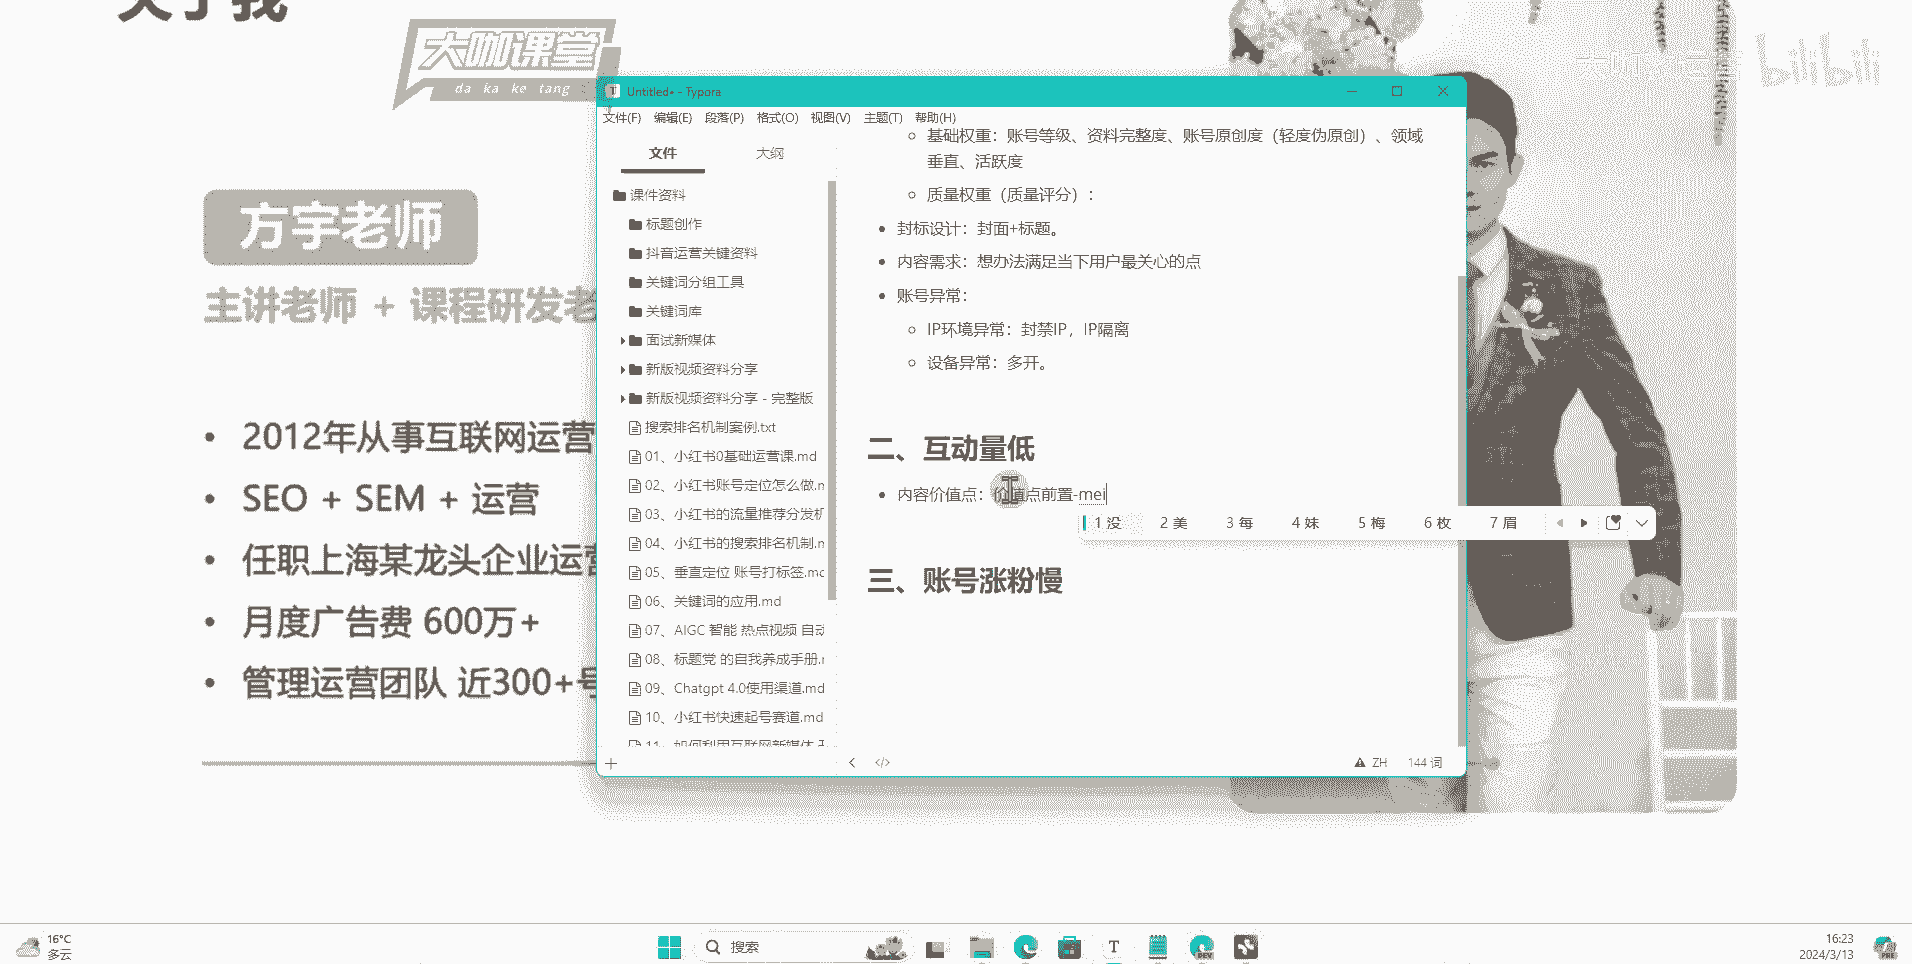 关于我
大咖课堂
da ka ke tang
bilibili
方宇老师
主讲老师 + 课程研发老
2012年从事互联网运营
SEO + SEM + 运营
任职上海某龙头企业运营
月度广告费 600万+
管理运营团队 近300+号
Untitled• - Typora
文件(F) 编辑(E) 段落(P) 格式(O) 视图(V) 主题(T) 帮助(H)
文件 大纲
课件资料
标题创作
抖音运营关键资料
关键词分组工具
关键词库
面试新媒体
新版视频资料分享
新版视频资料分享 - 完整版
搜索排名机制案例.txt
01、小红书0基础运营课.md
02、小红书账号定位怎么做.m
03、小红书的流量推荐分发机
04、小红书的搜索排名机制.m
05、垂直定位 账号打标签.mc
06、关键词的应用.md
07、AIGC 智能 热点视频 自动
08、标题党 的自我养成手册.m
09、Chatgpt 4.0使用渠道.md
10、小红书快速起号赛道.md
11、如何利用互联网新媒体
基础权重：账号等级、资料完整度、账号原创度（轻度伪原创）、领域
垂直、活跃度
质量权重（质量评分）：
封标设计：封面+标题。
内容需求：想办法满足当下用户最关心的点
账号异常：
IP环境异常：封禁IP，IP隔离
设备异常：多开。
二、互动量低
内容价值点：价值点前置-mei
1 没 2 美 3 每 4 妹 5 梅 6 枚 7 眉
三、账号涨粉慢
ZH 144 词
16°C
多云
搜索
DEV
16:23
2024/3/13
PRE